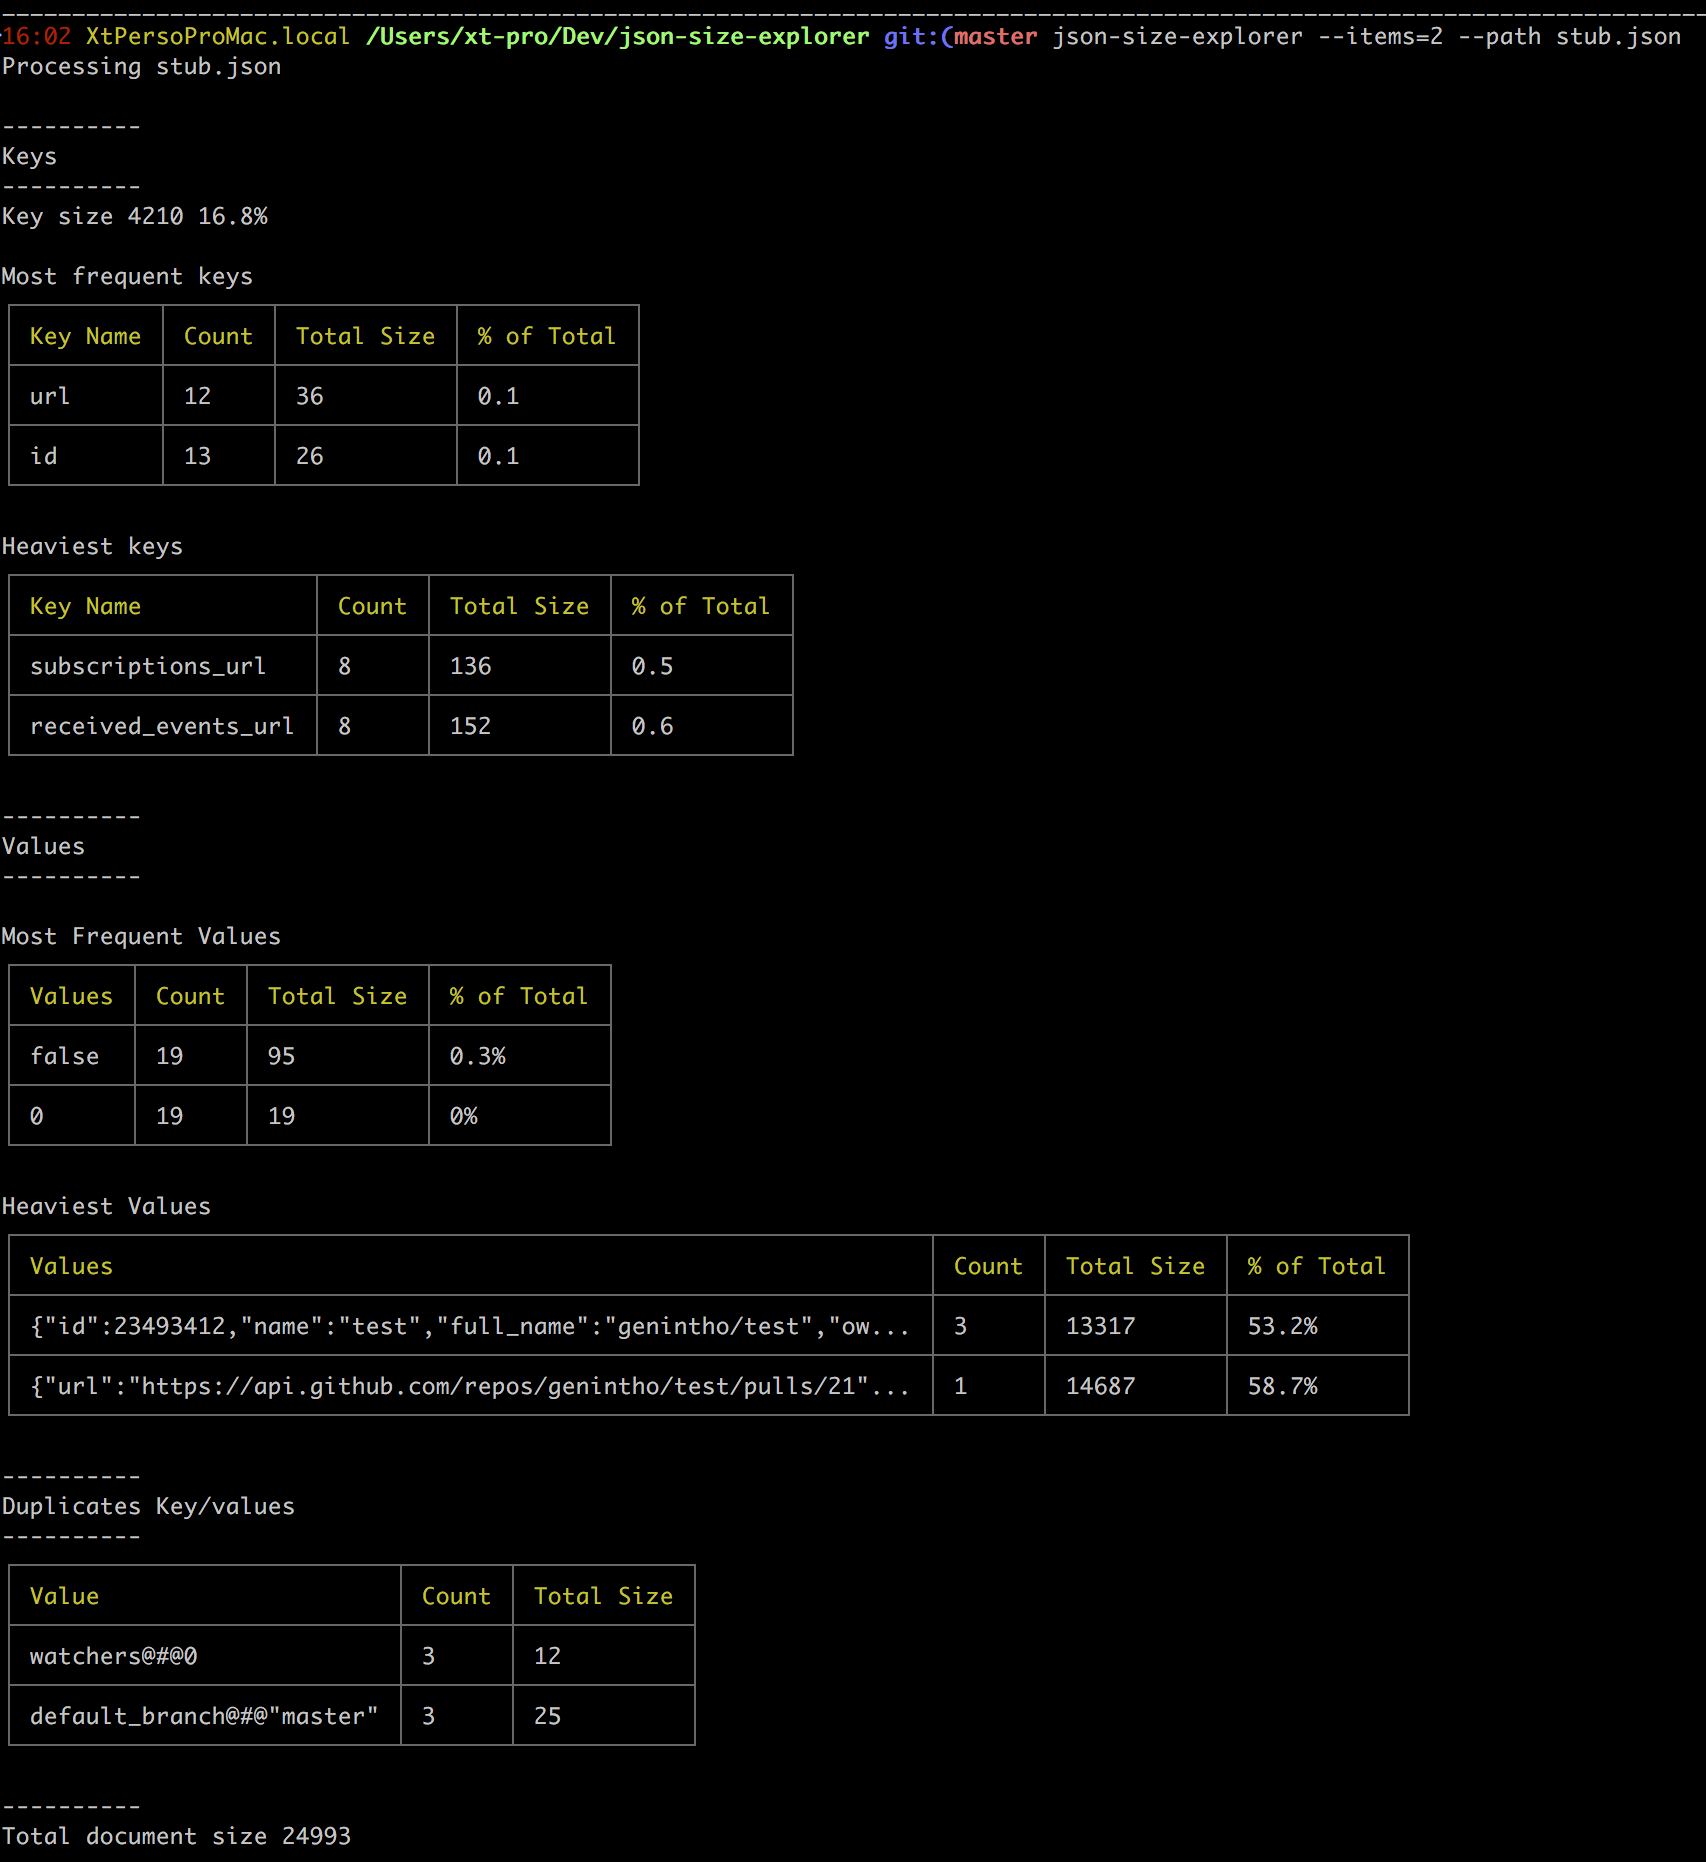 16:02 XtPersoProMac.local /Users/xt-pro/Dev/json-size-explorer git:(master json-size-explorer --items=2 --path stub.json
Processing stub.json
----------
Keys
----------
Key size 4210 16.8%
Most frequent keys
Key Name Count Total Size % of Total
url 12 36 0.1
id 13 26 0.1
Heaviest keys
Key Name Count Total Size % of Total
subscriptions_url 8 136 0.5
received_events_url 8 152 0.6
----------
Values
----------
Most Frequent Values
Values Count Total Size % of Total
false 19 95 0.3%
0 19 19 0%
Heaviest Values
Values Count Total Size % of Total
{"id":23493412,"name":"test","full_name":"genintho/test","ow... 3 13317 53.2%
{"url":"https://api.github.com/repos/genintho/test/pulls/21"... 1 14687 58.7%
----------
Duplicates Key/values
----------
Value Count Total Size
watchers@#@0 3 12
default_branch@#@"master" 3 25
----------
Total document size 24993